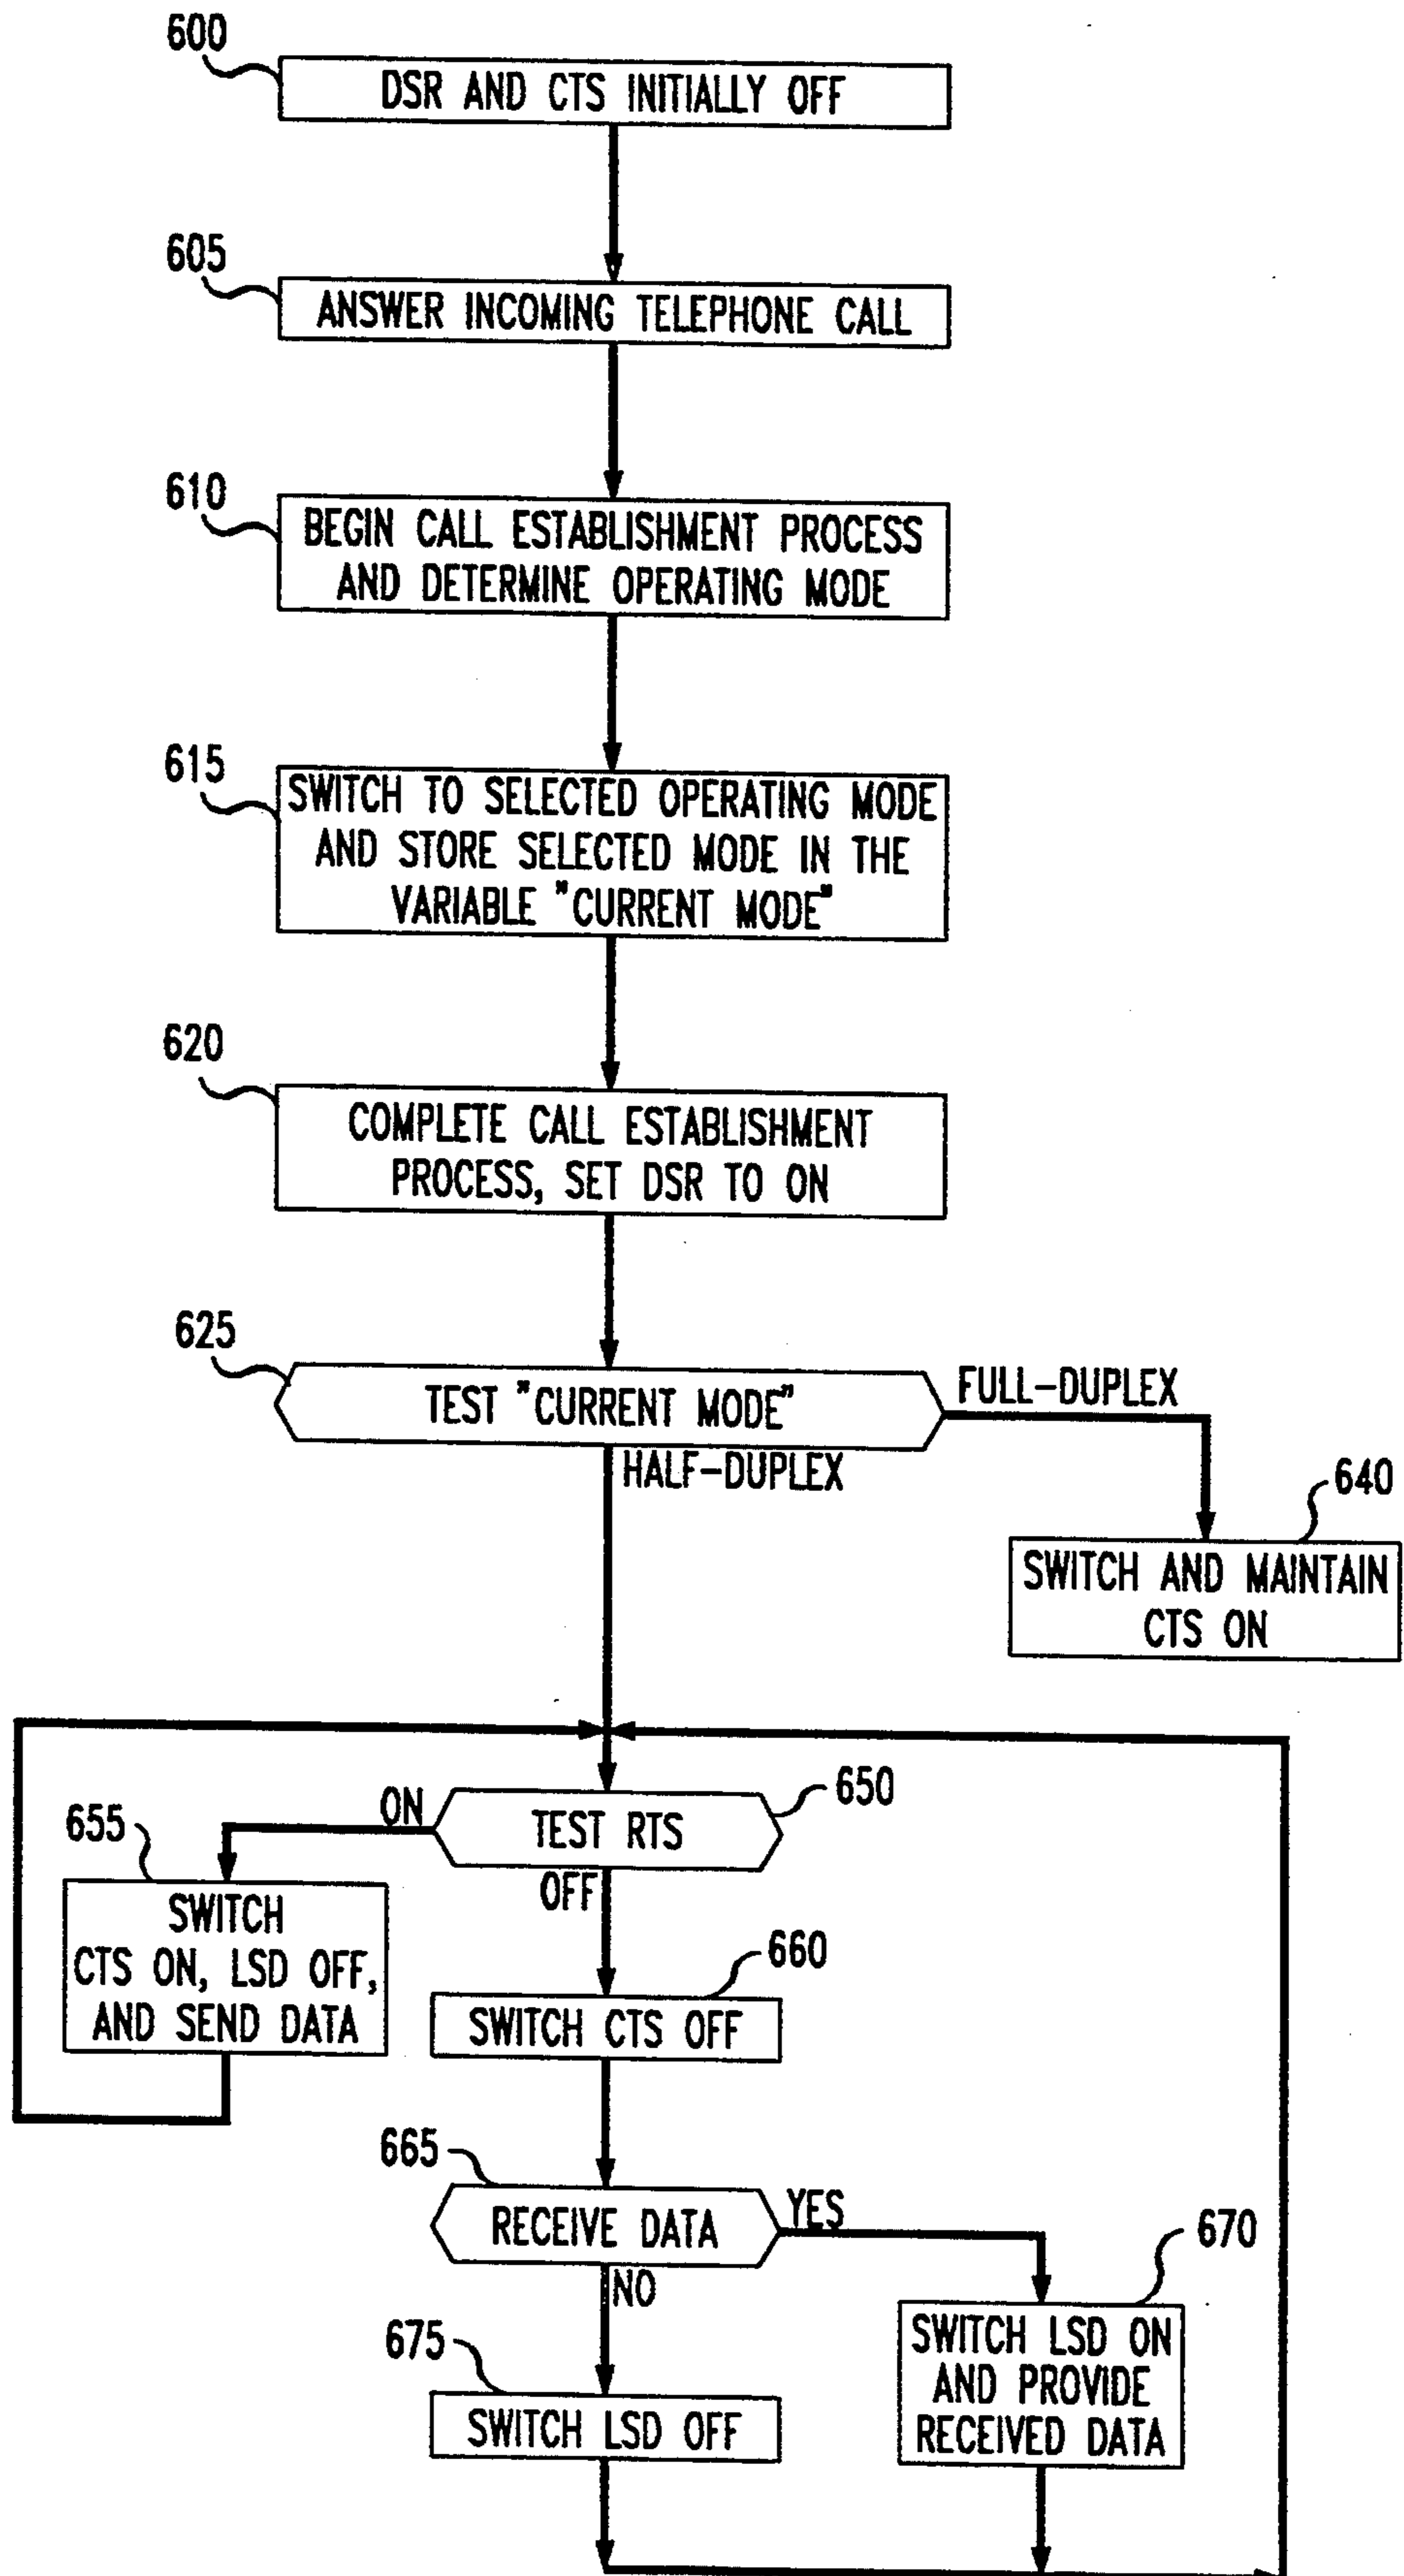 600
DSR AND CTS INITIALLY OFF
605
ANSWER INCOMING TELEPHONE CALL
610
BEGIN CALL ESTABLISHMENT PROCESS
AND DETERMINE OPERATING MODE
615
SWITCH TO SELECTED OPERATING MODE
AND STORE SELECTED MODE IN THE
VARIABLE "CURRENT MODE"
620
COMPLETE CALL ESTABLISHMENT
PROCESS, SET DSR TO ON
625
TEST "CURRENT MODE"
FULL-DUPLEX
HALF-DUPLEX
640
SWITCH AND MAINTAIN
CTS ON
650
TEST RTS
ON
OFF
655
SWITCH
CTS ON, LSD OFF,
AND SEND DATA
660
SWITCH CTS OFF
665
RECEIVE DATA
YES
NO
670
SWITCH LSD ON
AND PROVIDE
RECEIVED DATA
675
SWITCH LSD OFF